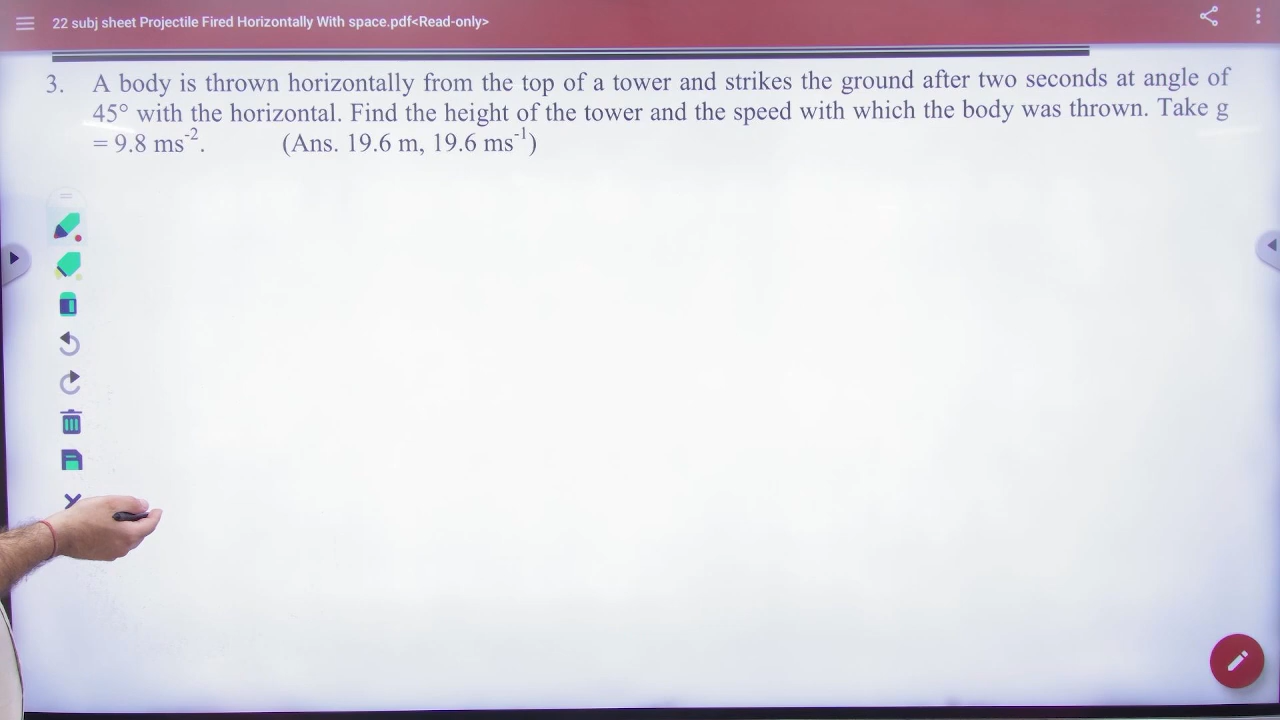 22 subj sheet Projectile Fired Horizontally With space.pdf<Read-only>
3. A body is thrown horizontally from the top of a tower and strikes the ground after two seconds at angle of
45° with the horizontal. Find the height of the tower and the speed with which the body was thrown. Take g
= 9.8 ms⁻². (Ans. 19.6 m, 19.6 ms⁻¹)